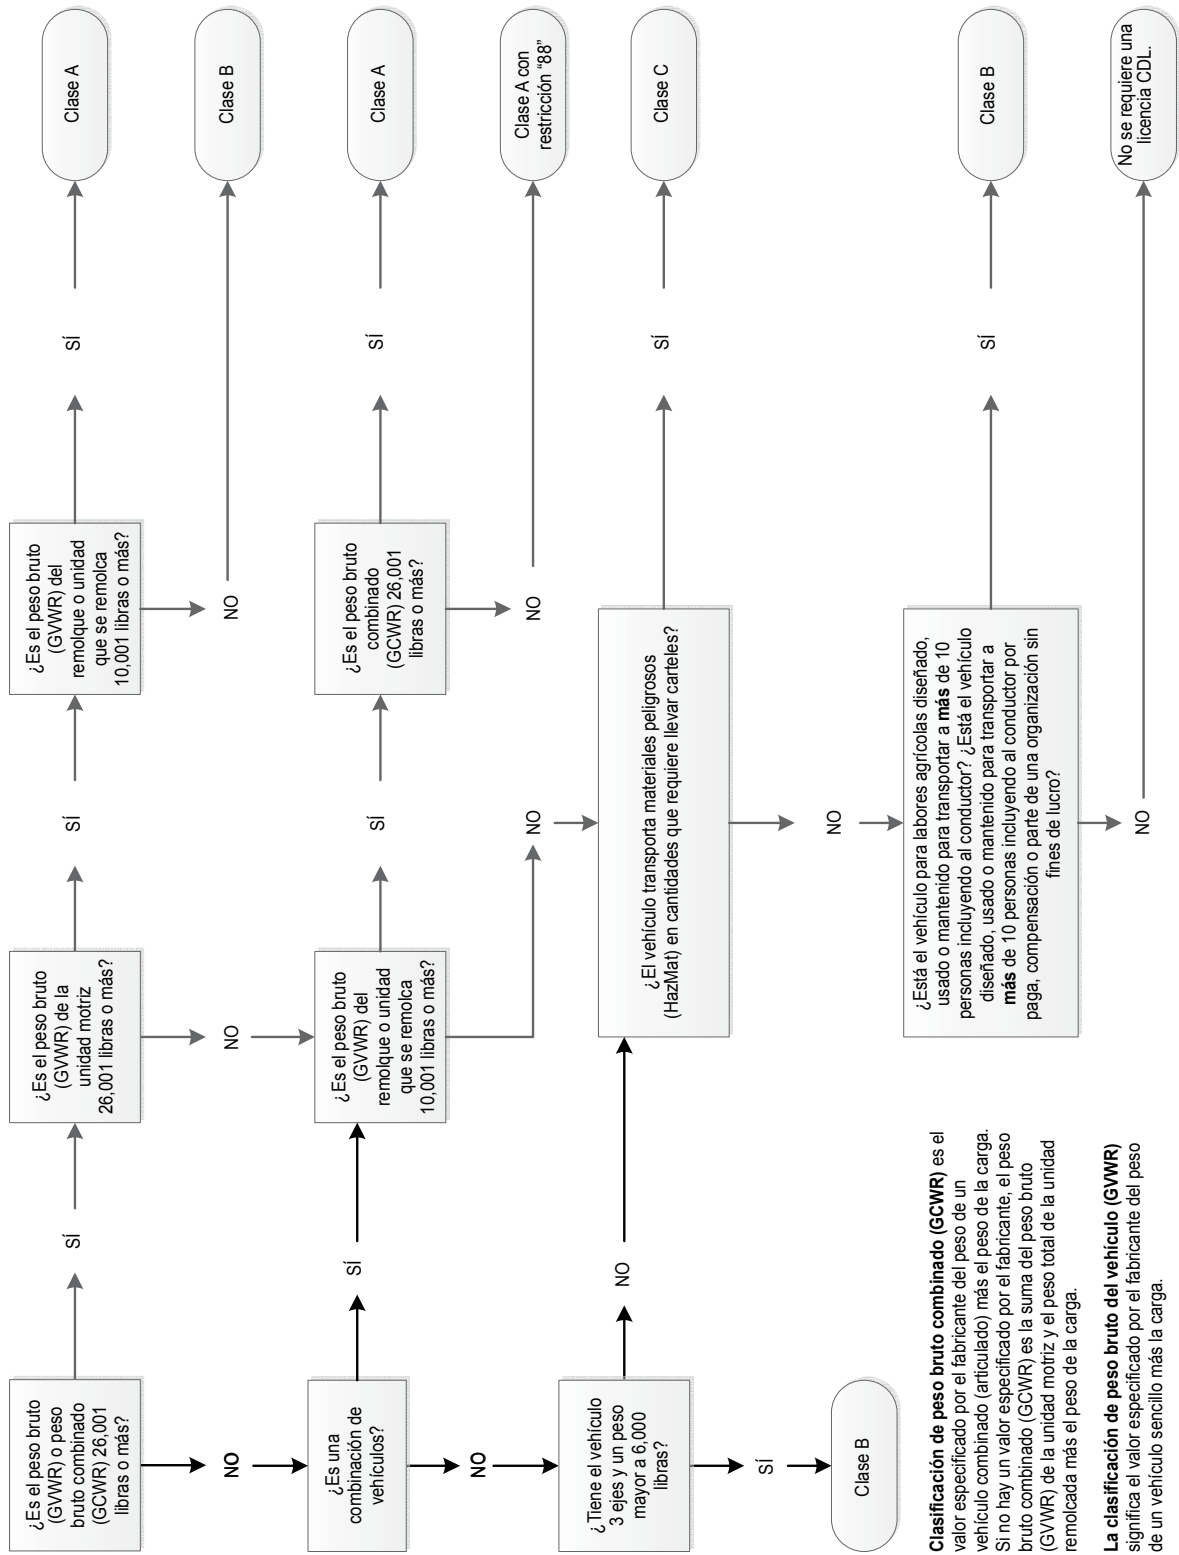 ¿Es el peso bruto
(GVWR) o peso
bruto combinado
(GCWR) 26,001
libras o más?
SÍ
¿Es el peso bruto
(GVWR) de la
unidad motriz
26,001 libras o más?
SÍ
¿Es el peso bruto
(GVWR) del
remolque o unidad
que se remolca
10,001 libras o más?
SÍ
Clase A
NO
Clase B
NO
NO
¿Es una
combinación de
vehículos?
SÍ
¿Es el peso bruto
(GVWR) del
remolque o unidad
que se remolca
10,001 libras o más?
SÍ
¿Es el peso bruto
combinado
(GCWR) 26,001
libras o más?
SÍ
Clase A
NO
Clase A con
restricción “88”
NO
NO
¿Tiene el vehículo
3 ejes y un peso
mayor a 6,000
libras?
NO
¿El vehículo transporta materiales peligrosos
(HazMat) en cantidades que requiere llevar carteles?
SÍ
Clase C
SÍ
Clase B
NO
¿Está el vehículo para labores agrícolas diseñado,
usado o mantenido para transportar a más de 10
personas incluyendo al conductor? ¿Está el vehículo
diseñado, usado o mantenido para transportar a
más de 10 personas incluyendo al conductor por
paga, compensación o parte de una organización sin
fines de lucro?
SÍ
Clase B
NO
No se requiere una
licencia CDL.
Clasificación de peso bruto combinado (GCWR) es el
valor especificado por el fabricante del peso de un
vehículo combinado (articulado) más el peso de la carga.
Si no hay un valor especificado por el fabricante, el peso
bruto combinado (GCWR) es la suma del peso bruto
(GVWR) de la unidad motriz y el peso total de la unidad
remolcada más el peso de la carga.
La clasificación de peso bruto del vehículo (GVWR)
significa el valor especificado por el fabricante del peso
de un vehículo sencillo más la carga.